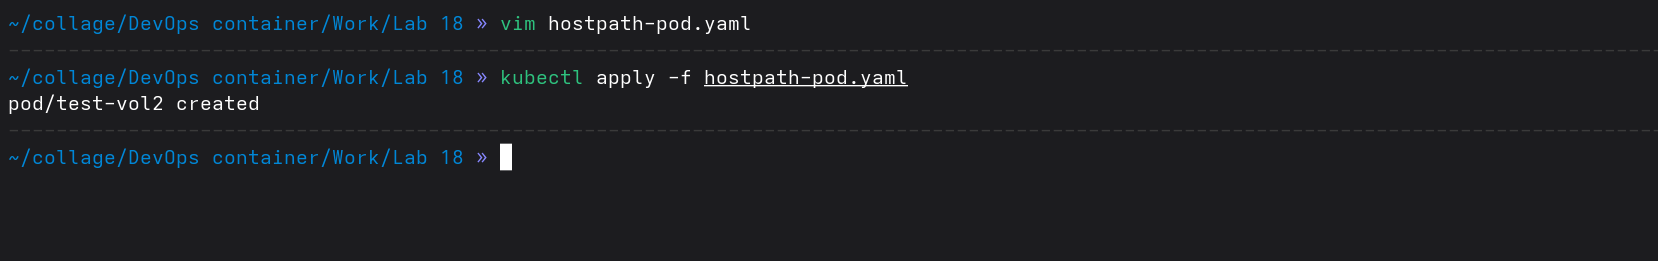 ~/collage/DevOps container/Work/Lab 18 » vim hostpath-pod.yaml
~/collage/DevOps container/Work/Lab 18 » kubectl apply -f hostpath-pod.yaml
pod/test-vol2 created
~/collage/DevOps container/Work/Lab 18 »